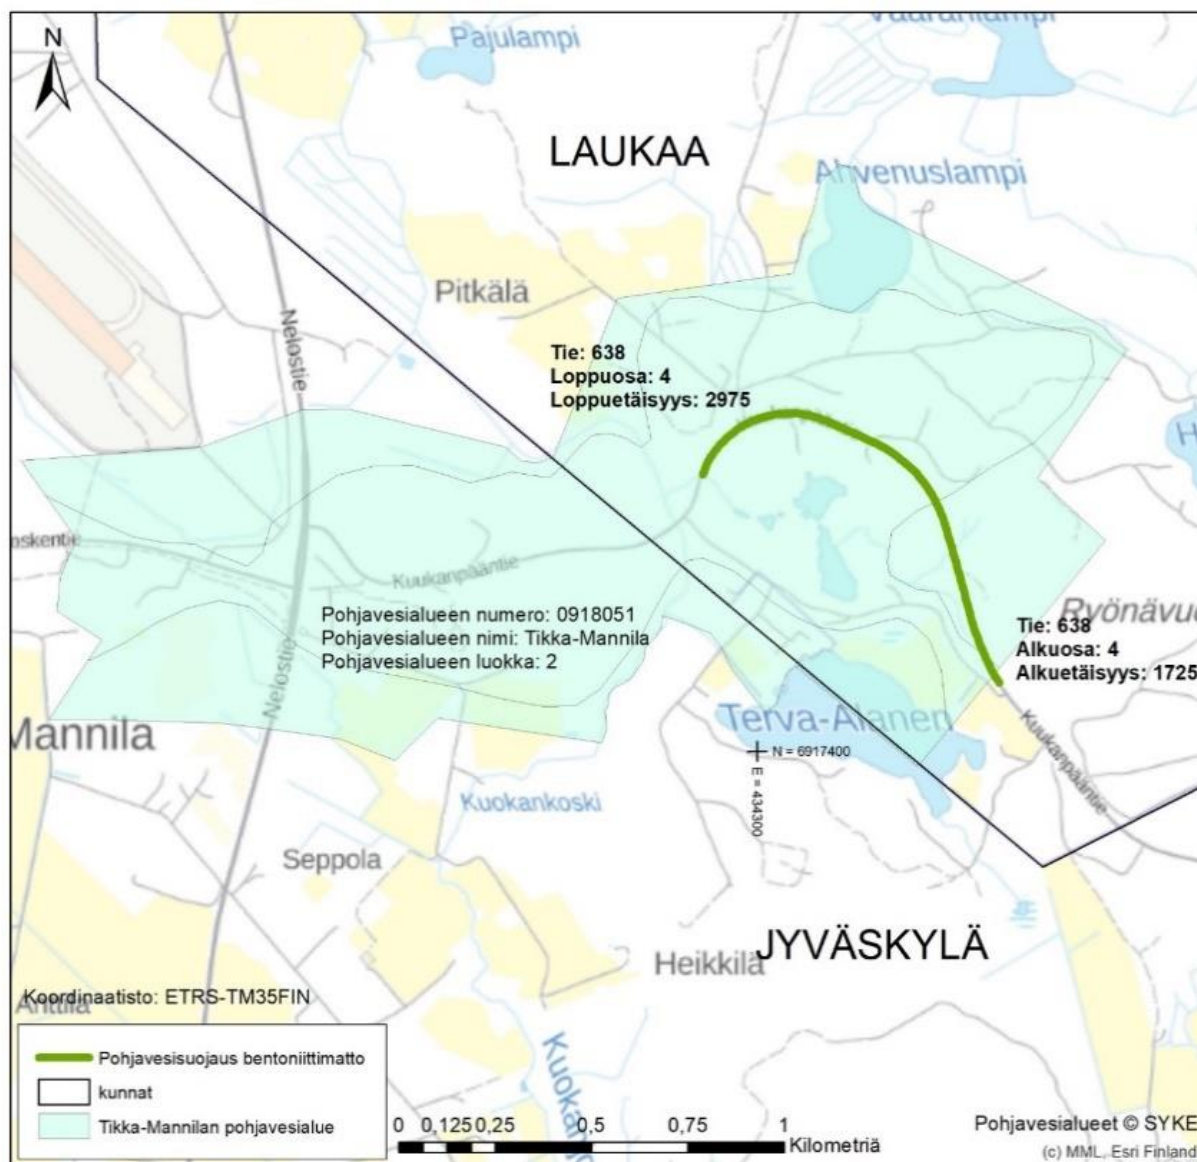 Pajulampi
Vaaranlampi
N
LAUKAA
Ahvenuslampi
Pitkälä
Nelostie
Tie: 638
Loppuosa: 4
Loppuetäisyys: 2975
oskentie
Kuukanpääntie
Pohjavesialueen numero: 0918051
Pohjavesialueen nimi: Tikka-Mannila
Pohjavesialueen luokka: 2
Ryönävuo
Tie: 638
Alkuosa: 4
Alkuetäisyys: 1725
Nelostie
Mannila
Terva-Alanen
N = 6917400
E = 434300
Kuukanpääntie
Kuokankoski
Seppola
JYVÄSKYLÄ
Heikkilä
Koordinaatisto: ETRS-TM35FIN
Anttila
Pohjavesisuojaus bentoniittimatto
kunnat
Tikka-Mannilan pohjavesialue
0 0,125 0,25 0,5 0,75 1
Kilometriä
Pohjavesialueet © SYKE
(c) MML, Esri Finland